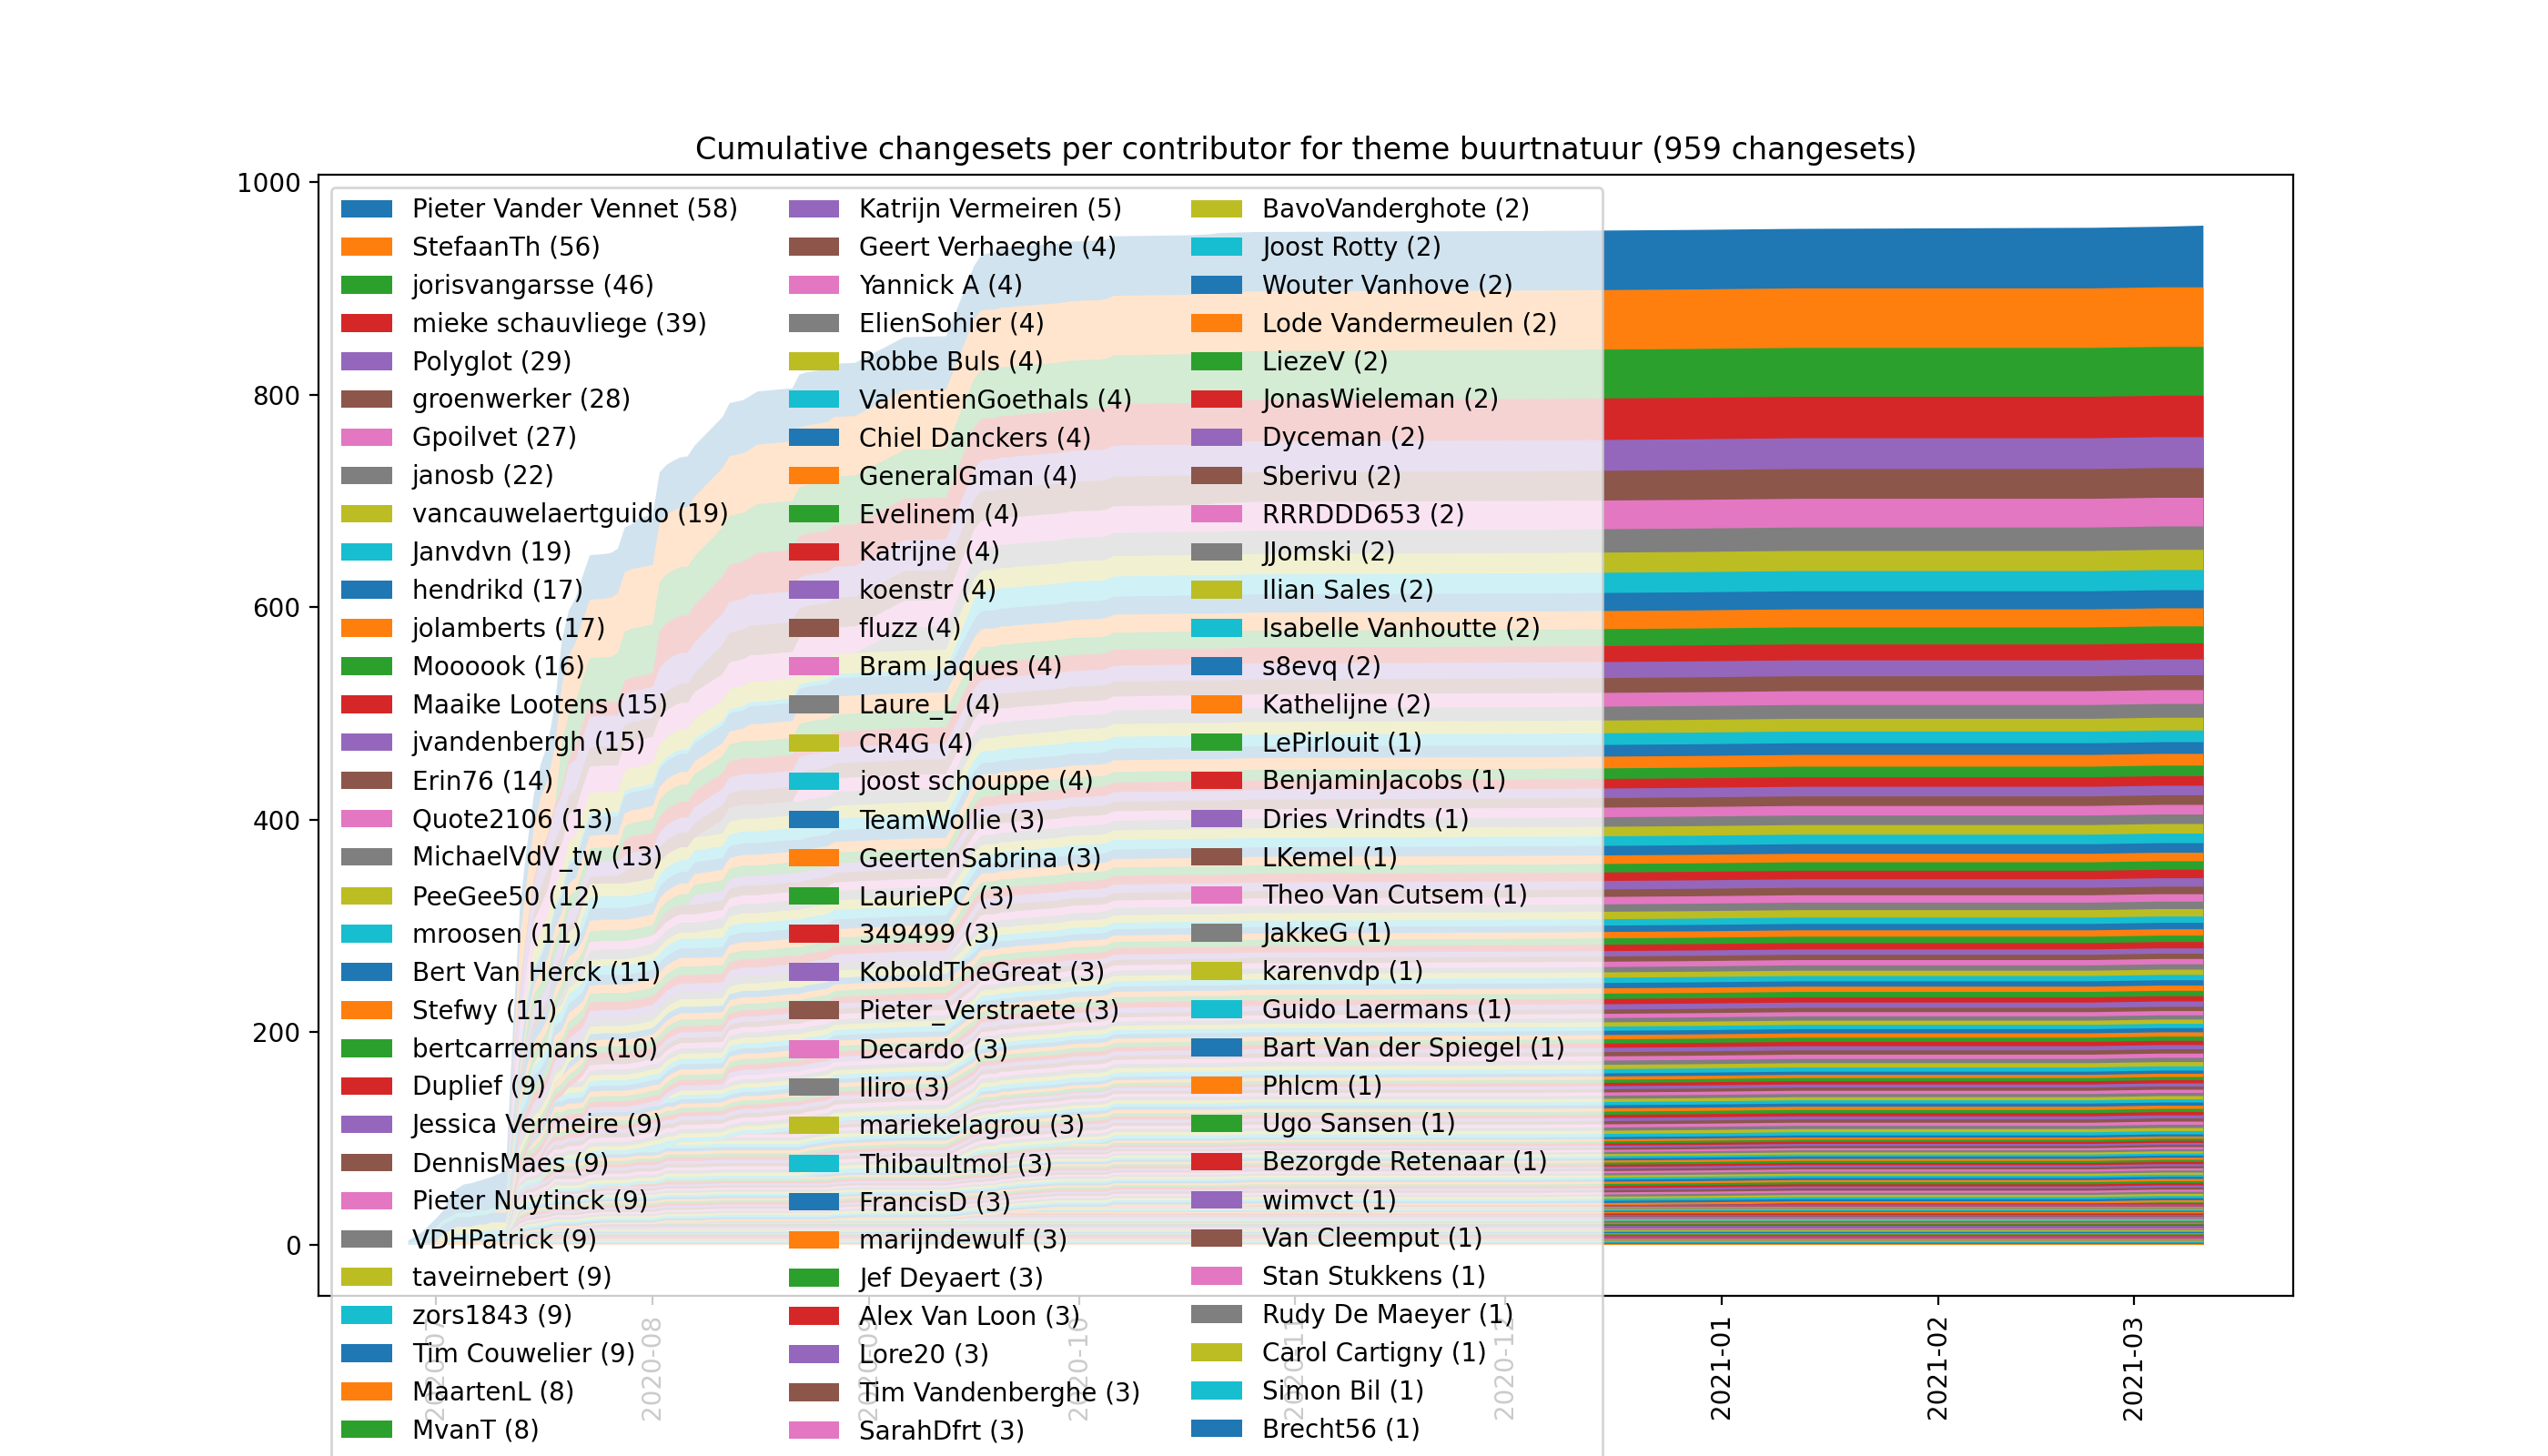 Cumulative changesets per contributor for theme buurtnatuur (959 changesets)
1000
800
600
400
200
0
Pieter Vander Vennet (58)
StefaanTh (56)
jorisvangarsse (46)
mieke schauvliege (39)
Polyglot (29)
groenwerker (28)
Gpoilvet (27)
janosb (22)
vancauwelaertguido (19)
Janvdvn (19)
hendrikd (17)
jolamberts (17)
Moooook (16)
Maaike Lootens (15)
jvandenbergh (15)
Erin76 (14)
Quote2106 (13)
MichaelVdV_tw (13)
PeeGee50 (12)
mroosen (11)
Bert Van Herck (11)
Stefwy (11)
bertcarremans (10)
Duplief (9)
Jessica Vermeire (9)
DennisMaes (9)
Pieter Nuytinck (9)
VDHPatrick (9)
taveirnebert (9)
zors1843 (9)
Tim Couwelier (9)
MaartenL (8)
MvanT (8)
Katrijn Vermeiren (5)
Geert Verhaeghe (4)
Yannick A (4)
ElienSohier (4)
Robbe Buls (4)
ValentienGoethals (4)
Chiel Danckers (4)
GeneralGman (4)
Evelinem (4)
Katrijne (4)
koenstr (4)
fluzz (4)
Bram Jaques (4)
Laure_L (4)
CR4G (4)
joost schouppe (4)
TeamWollie (3)
GeertenSabrina (3)
LauriePC (3)
349499 (3)
KoboldTheGreat (3)
Pieter_Verstraete (3)
Decardo (3)
lliro (3)
mariekelagrou (3)
Thibaultmol (3)
FrancisD (3)
marijndewulf (3)
Jef Deyaert (3)
Alex Van Loon (3)
Lore20 (3)
Tim Vandenberghe (3)
SarahDfrt (3)
BavoVanderghote (2)
Joost Rotty (2)
Wouter Vanhove (2)
Lode Vandermeulen (2)
LiezeV (2)
JonasWieleman (2)
Dyceman (2)
Sberivu (2)
RRRDDD653 (2)
JJomski (2)
Ilian Sales (2)
Isabelle Vanhoutte (2)
s8evq (2)
Kathelijne (2)
LePirlouit (1)
BenjaminJacobs (1)
Dries Vrindts (1)
LKemel (1)
Theo Van Cutsem (1)
JakkeG (1)
karenvdp (1)
Guido Laermans (1)
Bart Van der Spiegel (1)
Phlcm (1)
Ugo Sansen (1)
Bezorgde Retenaar (1)
wimvct (1)
Van Cleemput (1)
Stan Stukkens (1)
Rudy De Maeyer (1)
Carol Cartigny (1)
Simon Bil (1)
Brecht56 (1)
2020-07
2020-08
2020-09
2020-10
2020-11
2020-12
2021-01
2021-02
2021-03